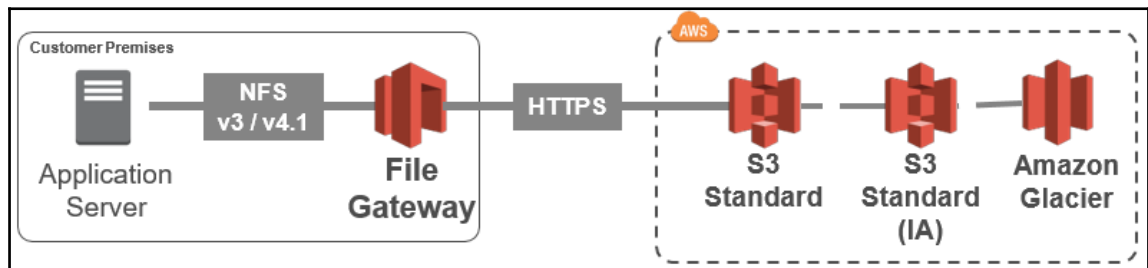 Customer Premises
AWS
NFS
v3 / v4.1
HTTPS
Application
Server
File
Gateway
S3
Standard
S3
Standard
(IA)
Amazon
Glacier